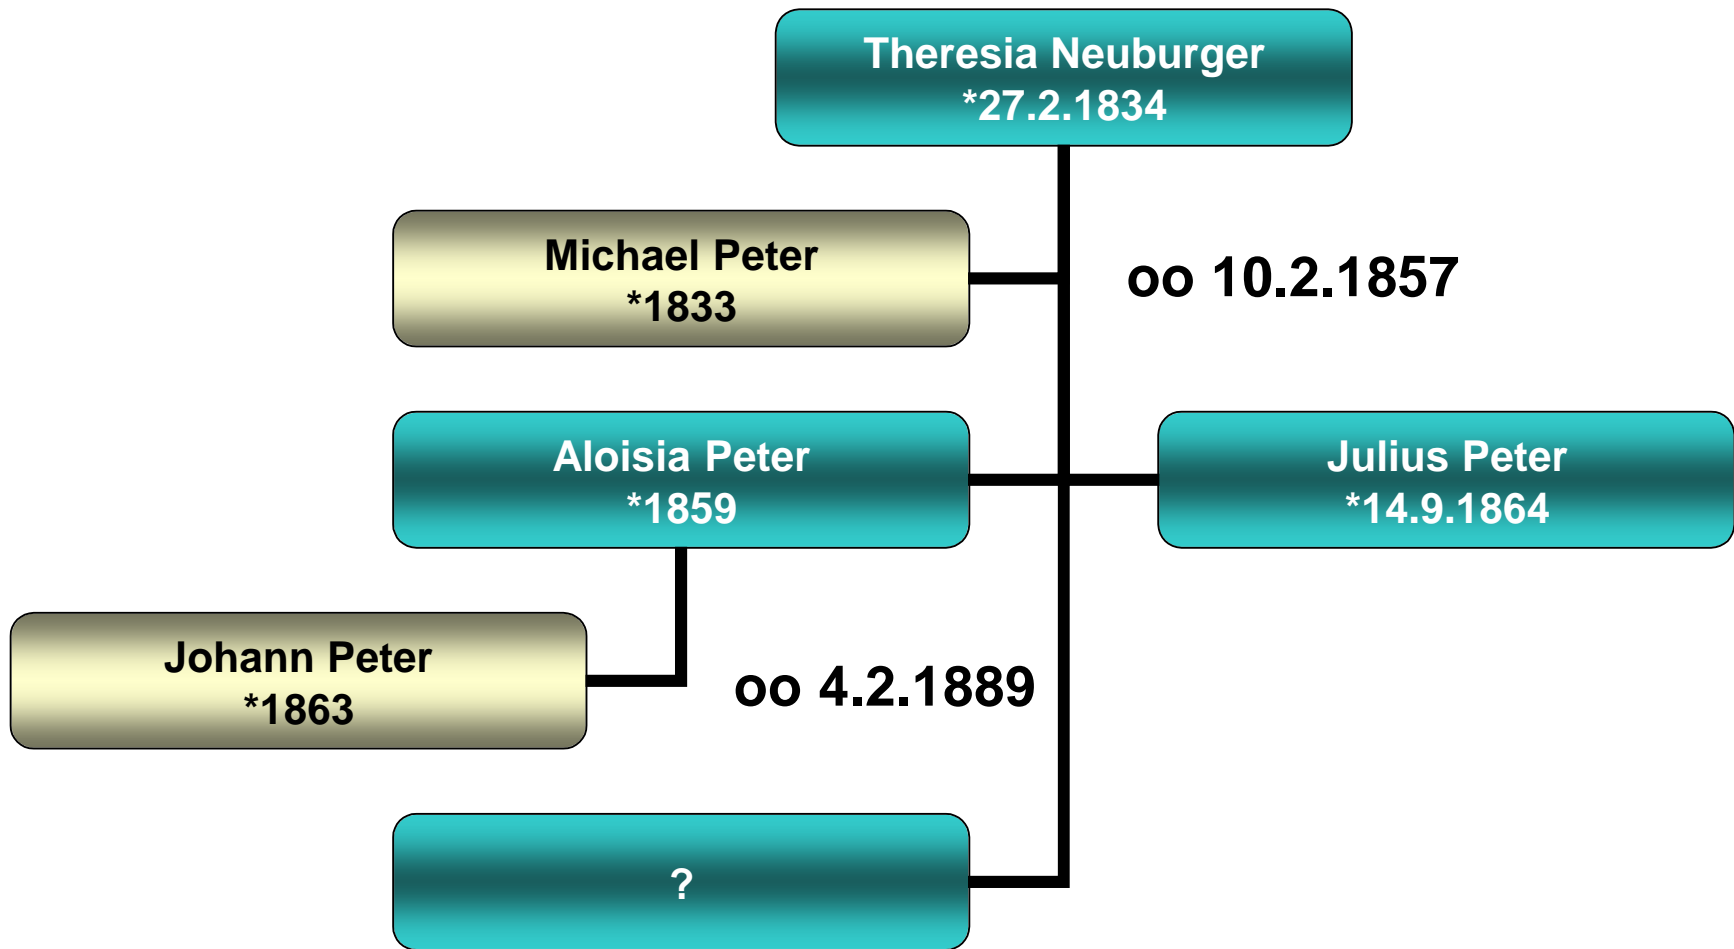 Theresia Neuburger
*27.2.1834
Michael Peter
*1833
oo 10.2.1857
Aloisia Peter
*1859
Julius Peter
*14.9.1864
Johann Peter
*1863
oo 4.2.1889
?